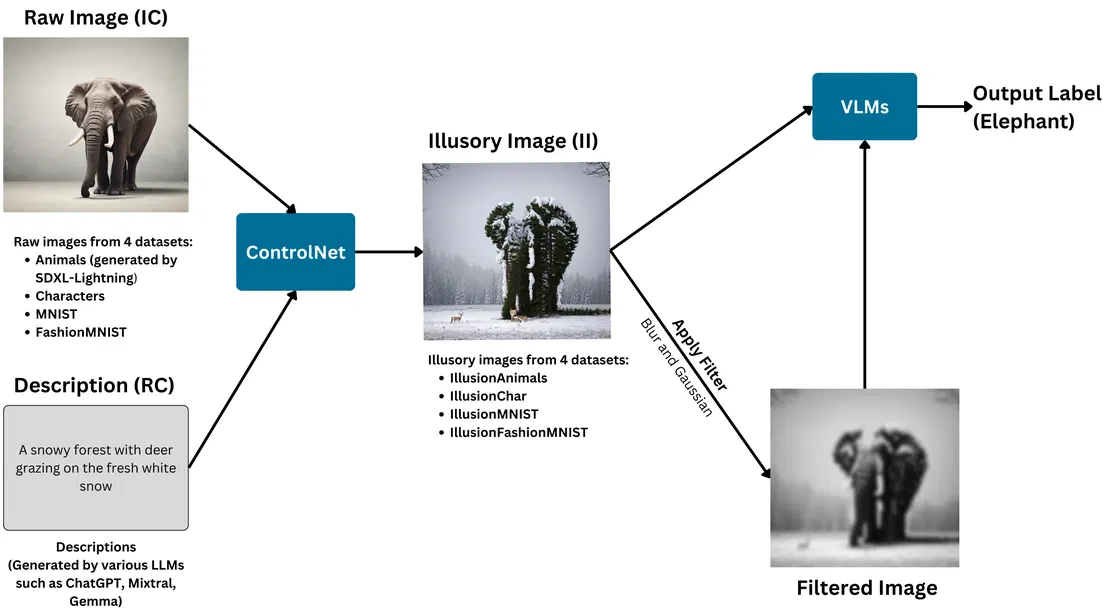 Raw Image (IC)
Raw images from 4 datasets:
• Animals (generated by
SDXL-Lightning)
• Characters
• MNIST
• FashionMNIST
Description (RC)
A snowy forest with deer
grazing on the fresh white
snow
Descriptions
(Generated by various LLMs
such as ChatGPT, Mixtral,
Gemma)
ControlNet
Illusory Image (II)
Illusory images from 4 datasets:
• IllusionAnimals
• IllusionChar
• IllusionMNIST
• IllusionFashionMNIST
Apply Filter
Blur and Gaussian
Filtered Image
VLMs
Output Label
(Elephant)